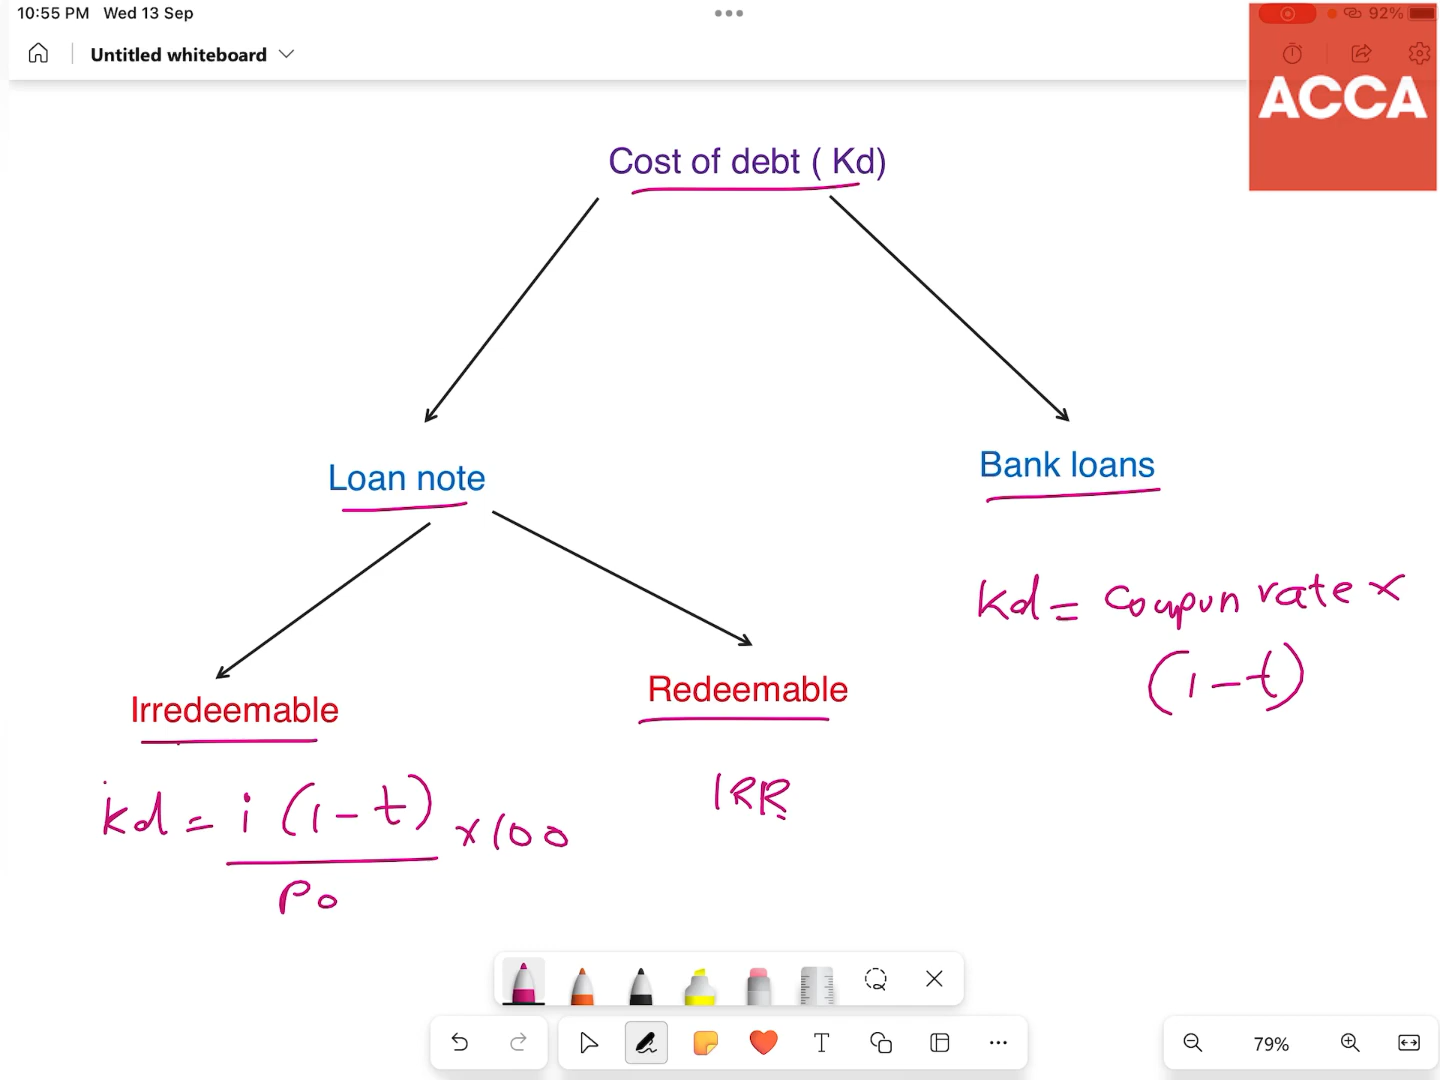 10:55 PM Wed 13 Sep
92%
Untitled whiteboard
ACCA
Cost of debt ( Kd)
Loan note
Bank loans
Kd = Coupun rate ×
(1-t)
Irredeemable
Redeemable
kd = i (1-t) ×100
Po
IRR
T
79%